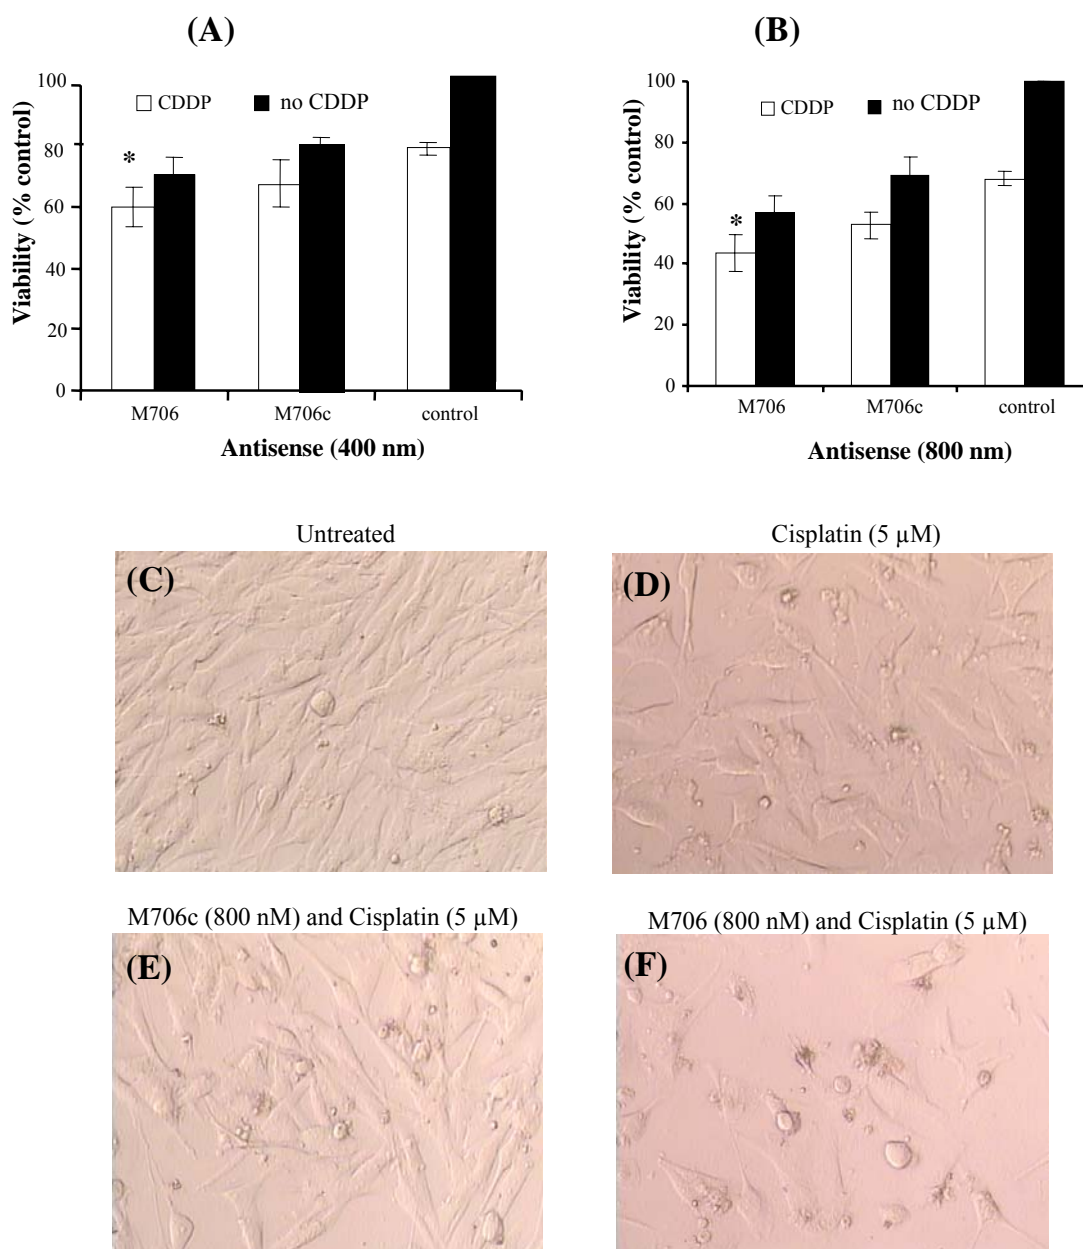 (A)
(B)
Viability (% control)
100
80
60
40
20
0
CDDP
no CDDP
*
M706
M706c
control
Antisense (400 nm)
Viability (% control)
100
80
60
40
20
0
CDDP
no CDDP
*
M706
M706c
control
Antisense (800 nm)
Untreated
Cisplatin (5 µM)
(C)
(D)
M706c (800 nM) and Cisplatin (5 µM)
M706 (800 nM) and Cisplatin (5 µM)
(E)
(F)